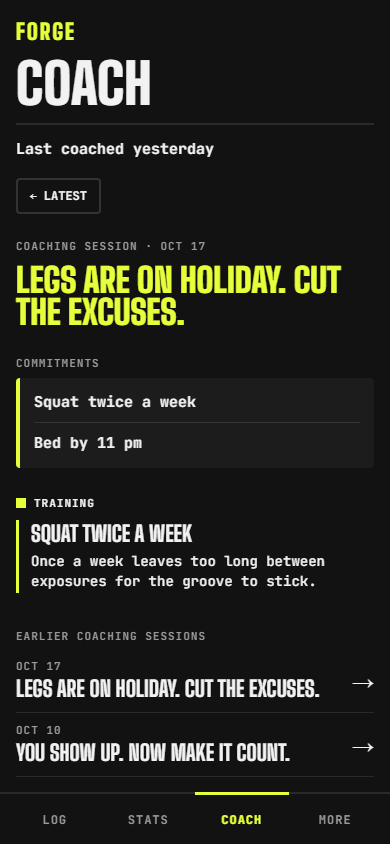 FORGE
COACH
Last coached yesterday
← LATEST
COACHING SESSION · OCT 17
LEGS ARE ON HOLIDAY. CUT
THE EXCUSES.
COMMITMENTS
Squat twice a week
Bed by 11 pm
TRAINING
SQUAT TWICE A WEEK
Once a week leaves too long between
exposures for the groove to stick.
EARLIER COACHING SESSIONS
OCT 17
LEGS ARE ON HOLIDAY. CUT THE EXCUSES. →
OCT 10
YOU SHOW UP. NOW MAKE IT COUNT. →
LOG STATS COACH MORE